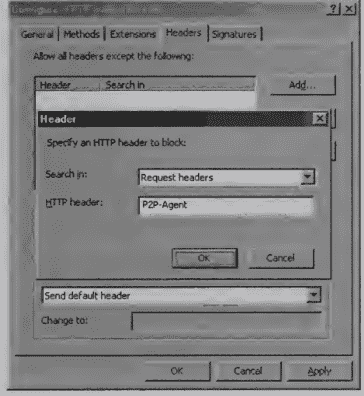 General Methods Extensions Headers Signatures
Allow all headers except the following:
Header Search in
Add...
Header
Specify an HTTP header to block:
Search in: Request headers
HTTP header: P2P-Agent
OK Cancel
Send default header
Change to:
OK Cancel Apply